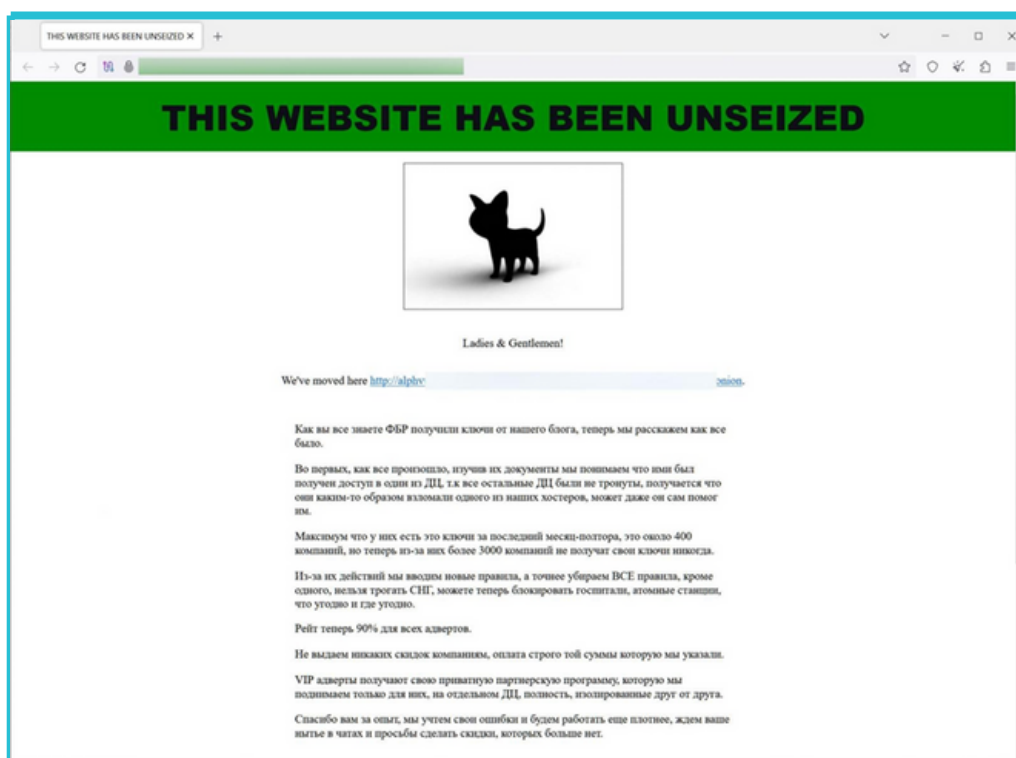 THIS WEBSITE HAS BEEN UNSEIZED
THIS WEBSITE HAS BEEN UNSEIZED
Ladies & Gentlemen!
We've moved here http://alphv onion.
Как вы все знаете ФБР получили ключи от нашего блога, теперь мы расскажем как все
было.
Во первых, как все произошло, изучив их документы мы понимаем что ими был
получен доступ в один из ДЦ, т.к все остальные ДЦ были не тронуты, получается что
они каким-то образом взломали одного из наших хостеров, может даже он сам помог
им.
Максимум что у них есть это ключи за последний месяц-полтора, это около 400
компаний, но теперь из-за них более 3000 компаний не получат свои ключи никогда.
Из-за их действий мы вводим новые правила, а точнее убираем ВСЕ правила, кроме
одного, нельзя трогать СНГ, можете теперь блокировать госпитали, атомные станции,
что угодно и где угодно.
Рейт теперь 90% для всех адвертов.
Не выдаем никаких скидок компаниям, оплата строго той суммы которую мы указали.
VIP адверты получают свою приватную партнерскую программу, которую мы
поднимаем только для них, на отдельном ДЦ, полность, изолированные друг от друга.
Спасибо вам за опыт, мы учтем свои ошибки и будем работать еще плотнее, ждем ваше
нытье в чатах и просьбы сделать скидки, которых больше нет.